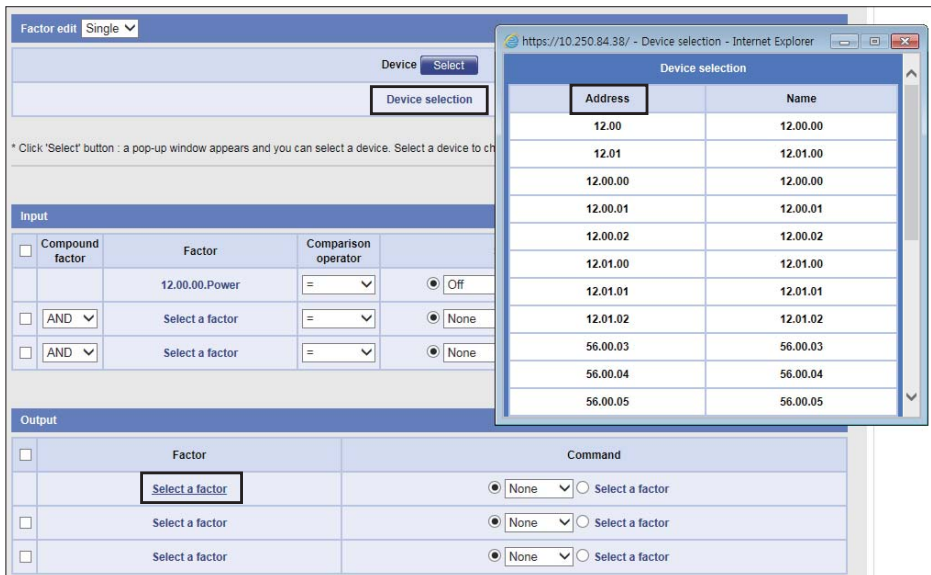 Factor edit Single
Device Select
Device selection
* Click 'Select' button : a pop-up window appears and you can select a device. Select a device to ch
Input
Compound factor Factor Comparison operator
12.00.00.Power = Off
AND Select a factor = None
AND Select a factor = None
Output
Factor Command
Select a factor None Select a factor
Select a factor None Select a factor
Select a factor None Select a factor
https://10.250.84.38/ - Device selection - Internet Explorer
Device selection
Address Name
12.00 12.00.00
12.01 12.01.00
12.00.00 12.00.00
12.00.01 12.00.01
12.00.02 12.00.02
12.01.00 12.01.00
12.01.01 12.01.01
12.01.02 12.01.02
56.00.03 56.00.03
56.00.04 56.00.04
56.00.05 56.00.05